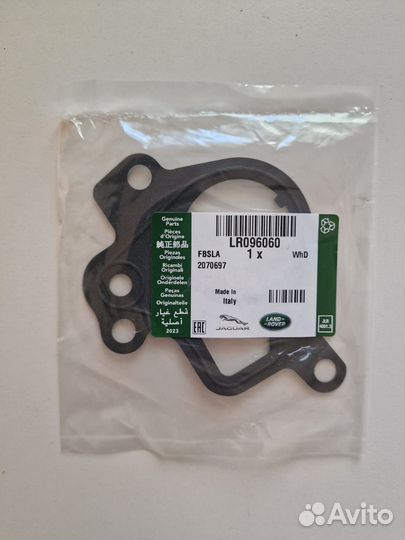 Genuine
Parts
Pièces
d'Origine
純正部品
Piezas
Originales
Ricambi
Originali
Originele
Onderdelen
Peças
Genuinas
Originalteile
قطع غيار
أصلية
2023
LR096060
FBSLA
1 x
WhD
2070697
Made in
Italy
EAC
JAGUAR
LAND-
ROVER
Avito